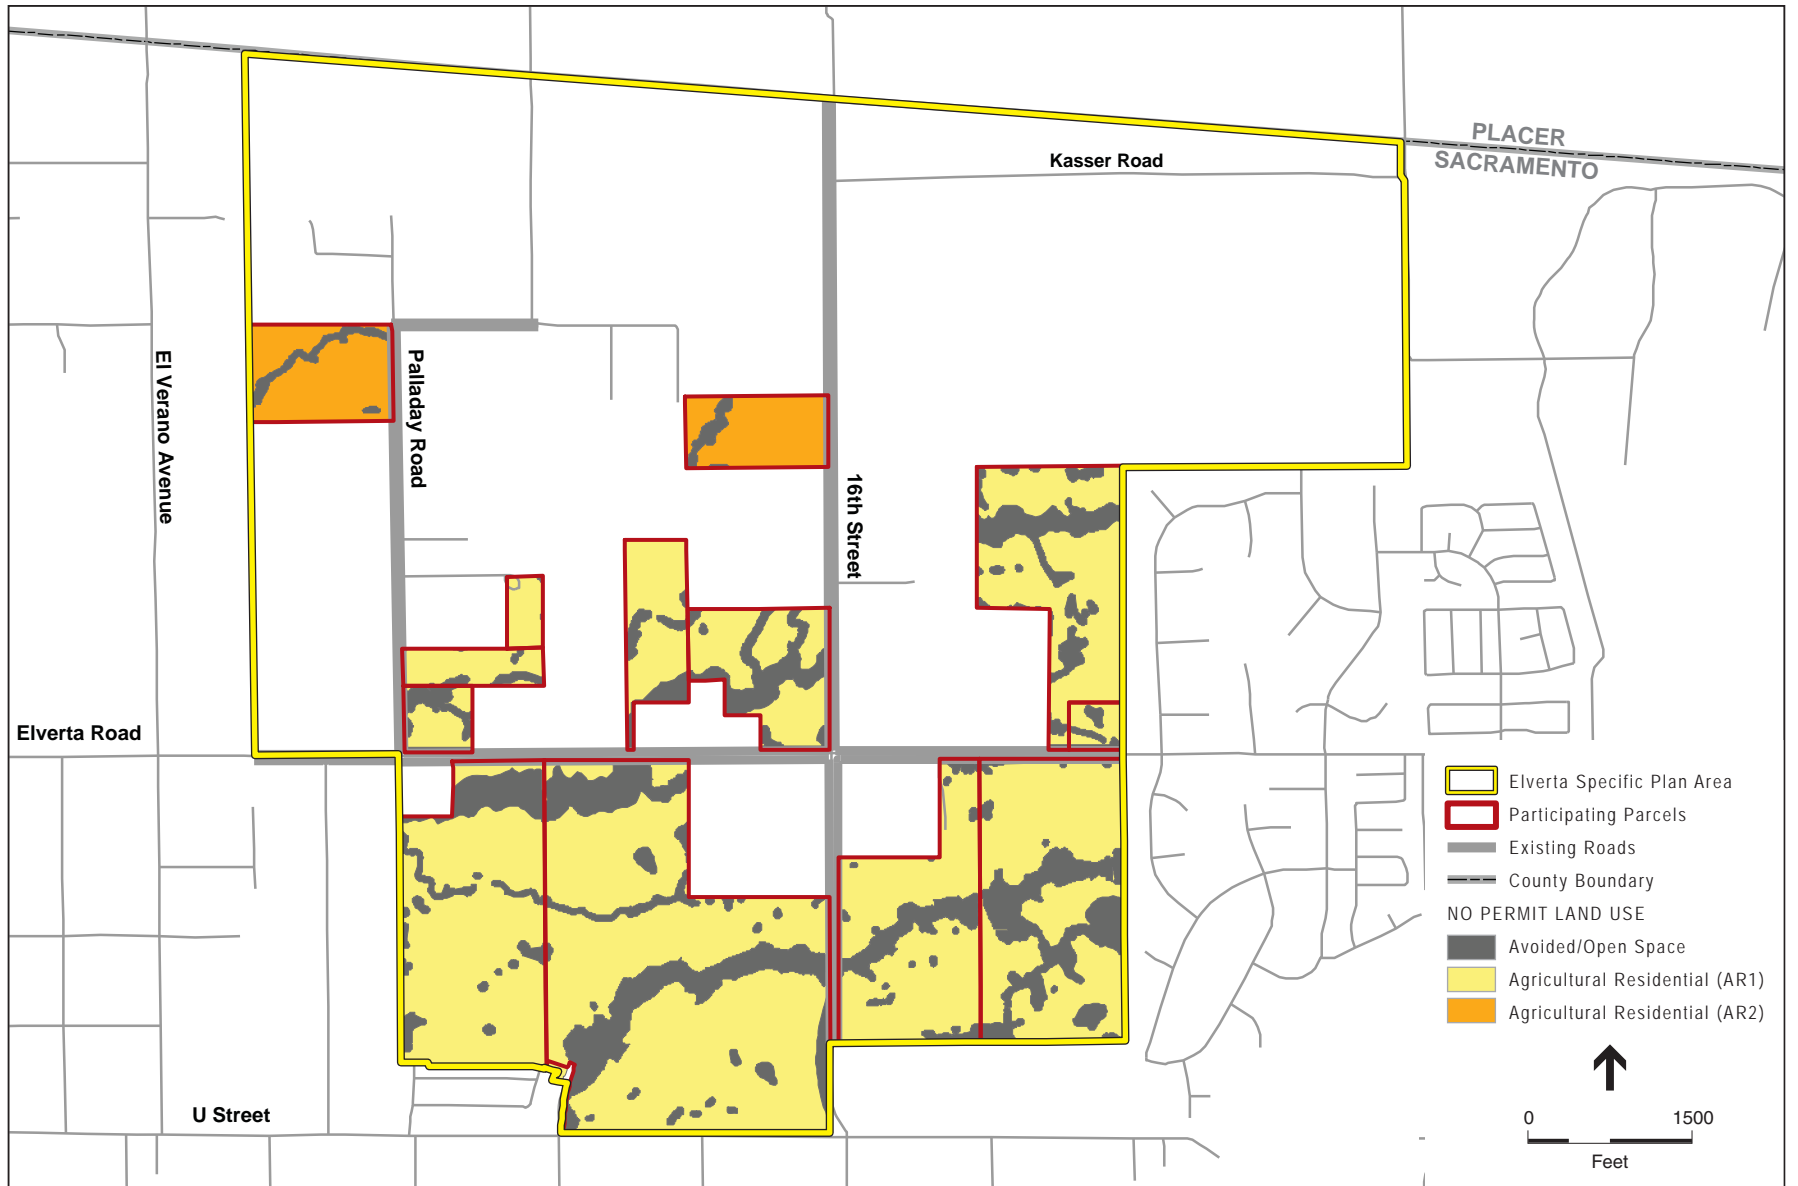 PLACER
SACRAMENTO
Kasser Road
El Verano Avenue
Palladay Road
16th Street
Elverta Road
U Street
Elverta Specific Plan Area
Participating Parcels
Existing Roads
County Boundary
NO PERMIT LAND USE
Avoided/Open Space
Agricultural Residential (AR1)
Agricultural Residential (AR2)
0 1500
Feet